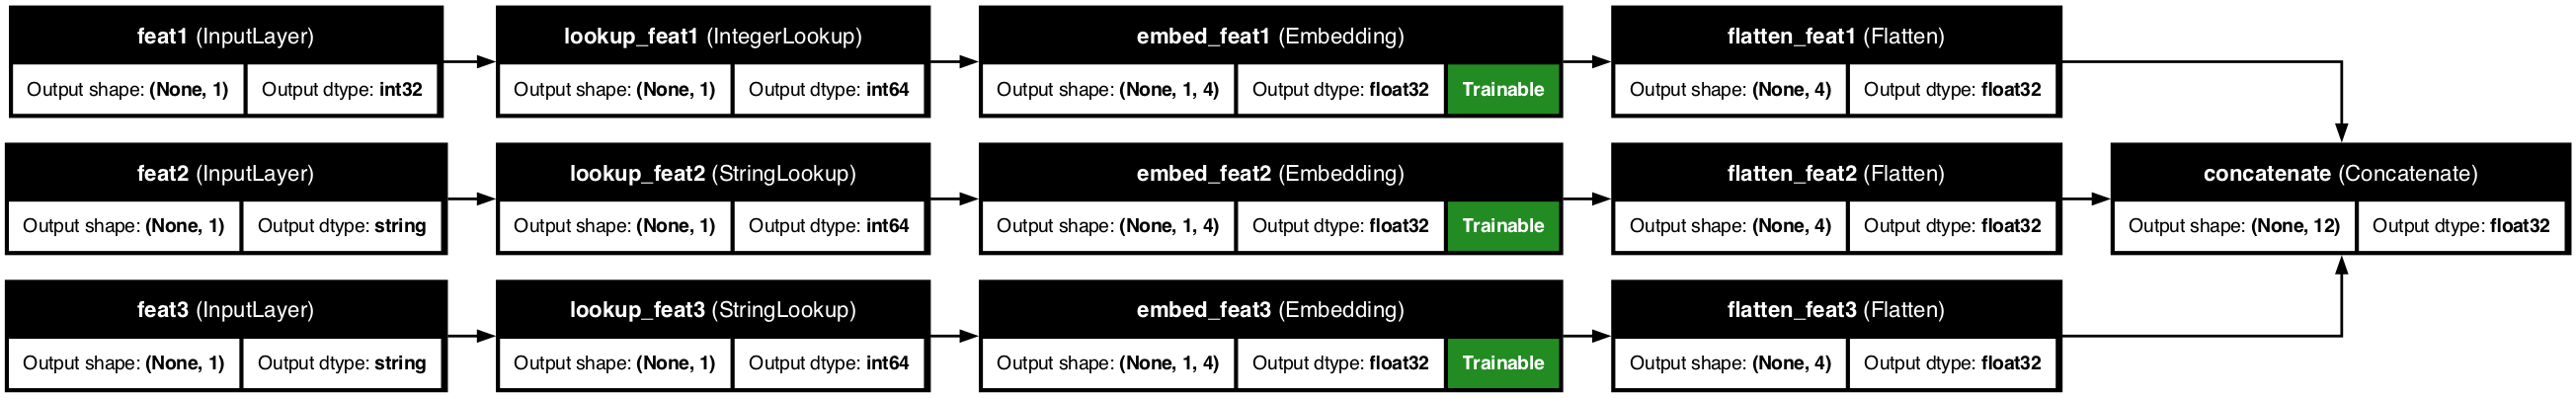 feat1 (InputLayer)
Output shape: (None, 1)
Output dtype: int32
lookup_feat1 (IntegerLookup)
Output shape: (None, 1)
Output dtype: int64
embed_feat1 (Embedding)
Output shape: (None, 1, 4)
Output dtype: float32
Trainable
flatten_feat1 (Flatten)
Output shape: (None, 4)
Output dtype: float32
feat2 (InputLayer)
Output shape: (None, 1)
Output dtype: string
lookup_feat2 (StringLookup)
Output shape: (None, 1)
Output dtype: int64
embed_feat2 (Embedding)
Output shape: (None, 1, 4)
Output dtype: float32
Trainable
flatten_feat2 (Flatten)
Output shape: (None, 4)
Output dtype: float32
concatenate (Concatenate)
Output shape: (None, 12)
Output dtype: float32
feat3 (InputLayer)
Output shape: (None, 1)
Output dtype: string
lookup_feat3 (StringLookup)
Output shape: (None, 1)
Output dtype: int64
embed_feat3 (Embedding)
Output shape: (None, 1, 4)
Output dtype: float32
Trainable
flatten_feat3 (Flatten)
Output shape: (None, 4)
Output dtype: float32